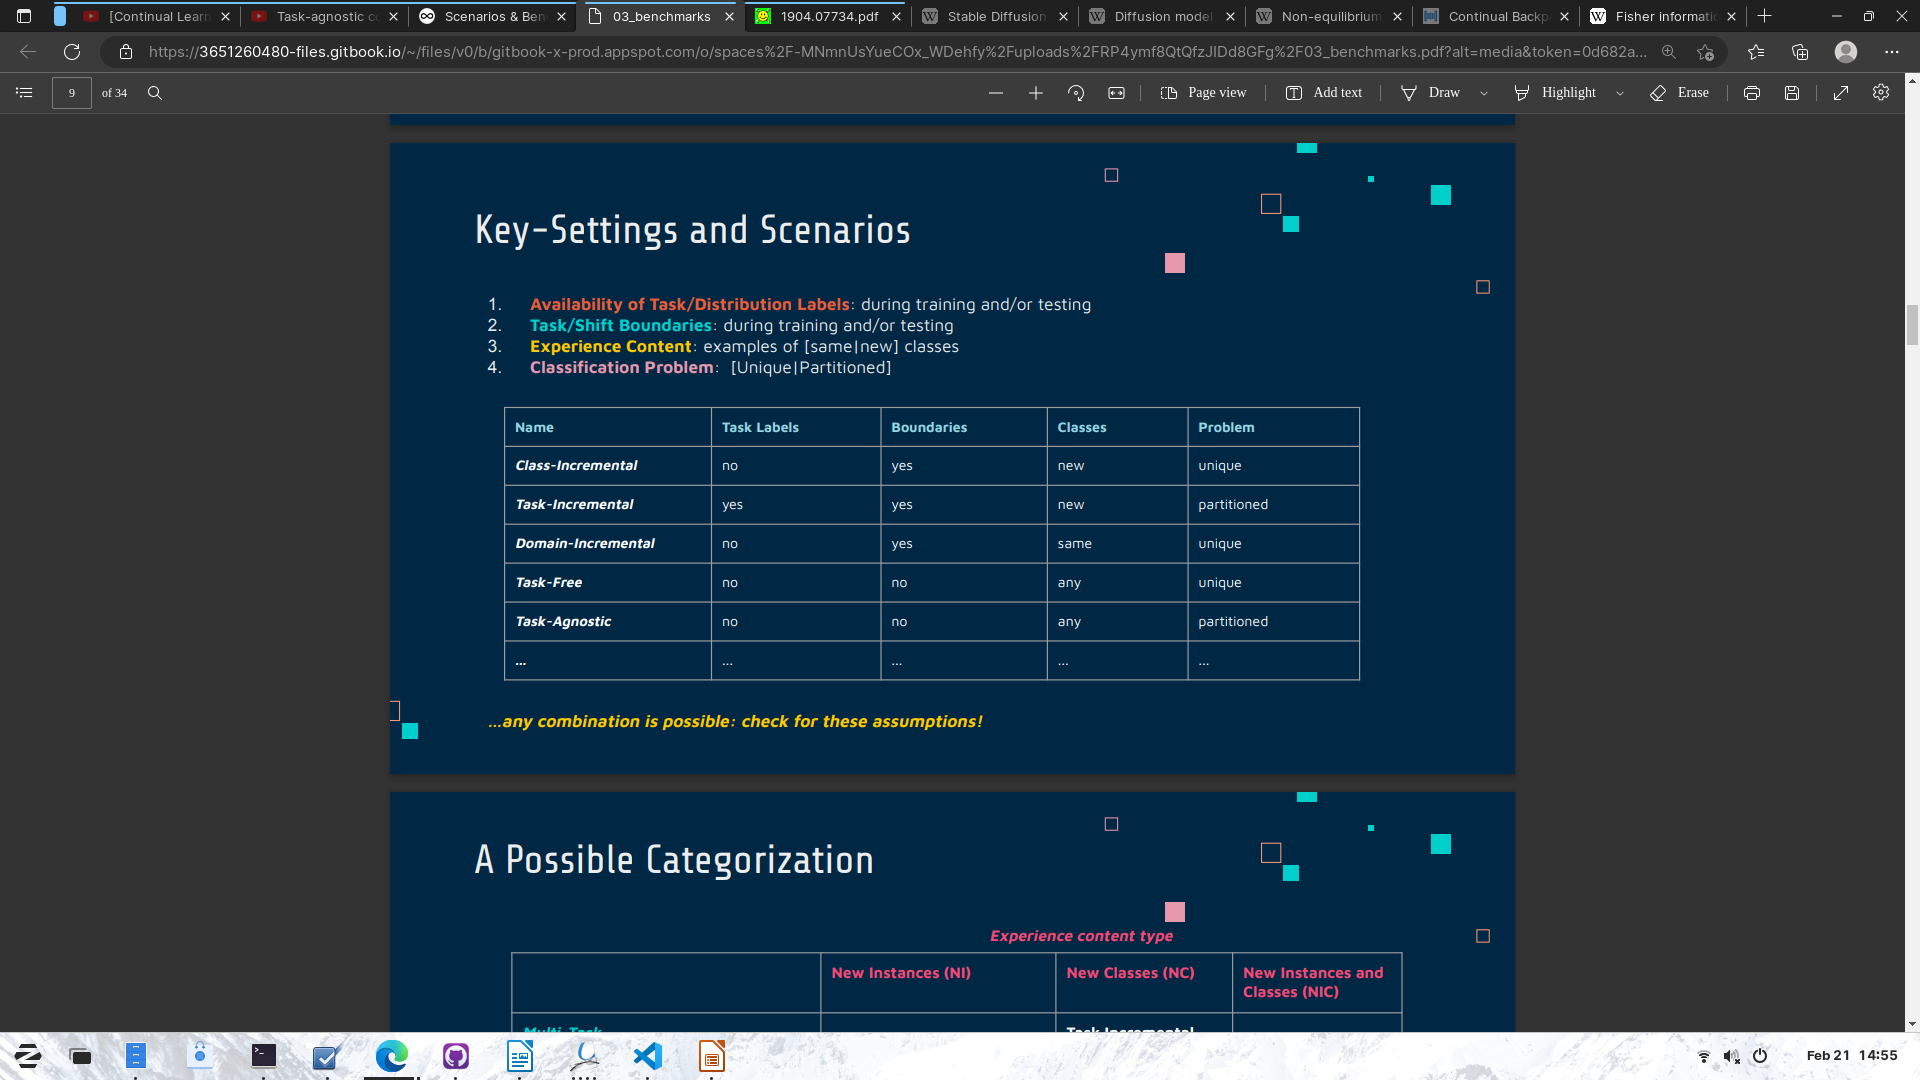 [Continual Learn
Task-agnostic co
Scenarios & Ben
03_benchmarks
1904.07734.pdf
Stable Diffusion
Diffusion model
Non-equilibrium
Continual Backp
Fisher informatic
https://3651260480-files.gitbook.io/~/files/v0/b/gitbook-x-prod.appspot.com/o/spaces%2F-MNmnUsYueCOx_WDehfy%2Fuploads%2FRP4ymf8QtQfzJIDd8GFg%2F03_benchmarks.pdf?alt=media&token=0d682a...
9 of 34
Page view
Add text
Draw
Highlight
Erase
Key-Settings and Scenarios
1. Availability of Task/Distribution Labels: during training and/or testing
2. Task/Shift Boundaries: during training and/or testing
3. Experience Content: examples of [same|new] classes
4. Classification Problem: [Unique|Partitioned]
Name Task Labels Boundaries Classes Problem
Class-Incremental no yes new unique
Task-Incremental yes yes new partitioned
Domain-Incremental no yes same unique
Task-Free no no any unique
Task-Agnostic no no any partitioned
... ... ... ... ...
...any combination is possible: check for these assumptions!
A Possible Categorization
Experience content type
New Instances (NI) New Classes (NC) New Instances and
Classes (NIC)
Multi-Task Task Incremental
Feb 21 14:55